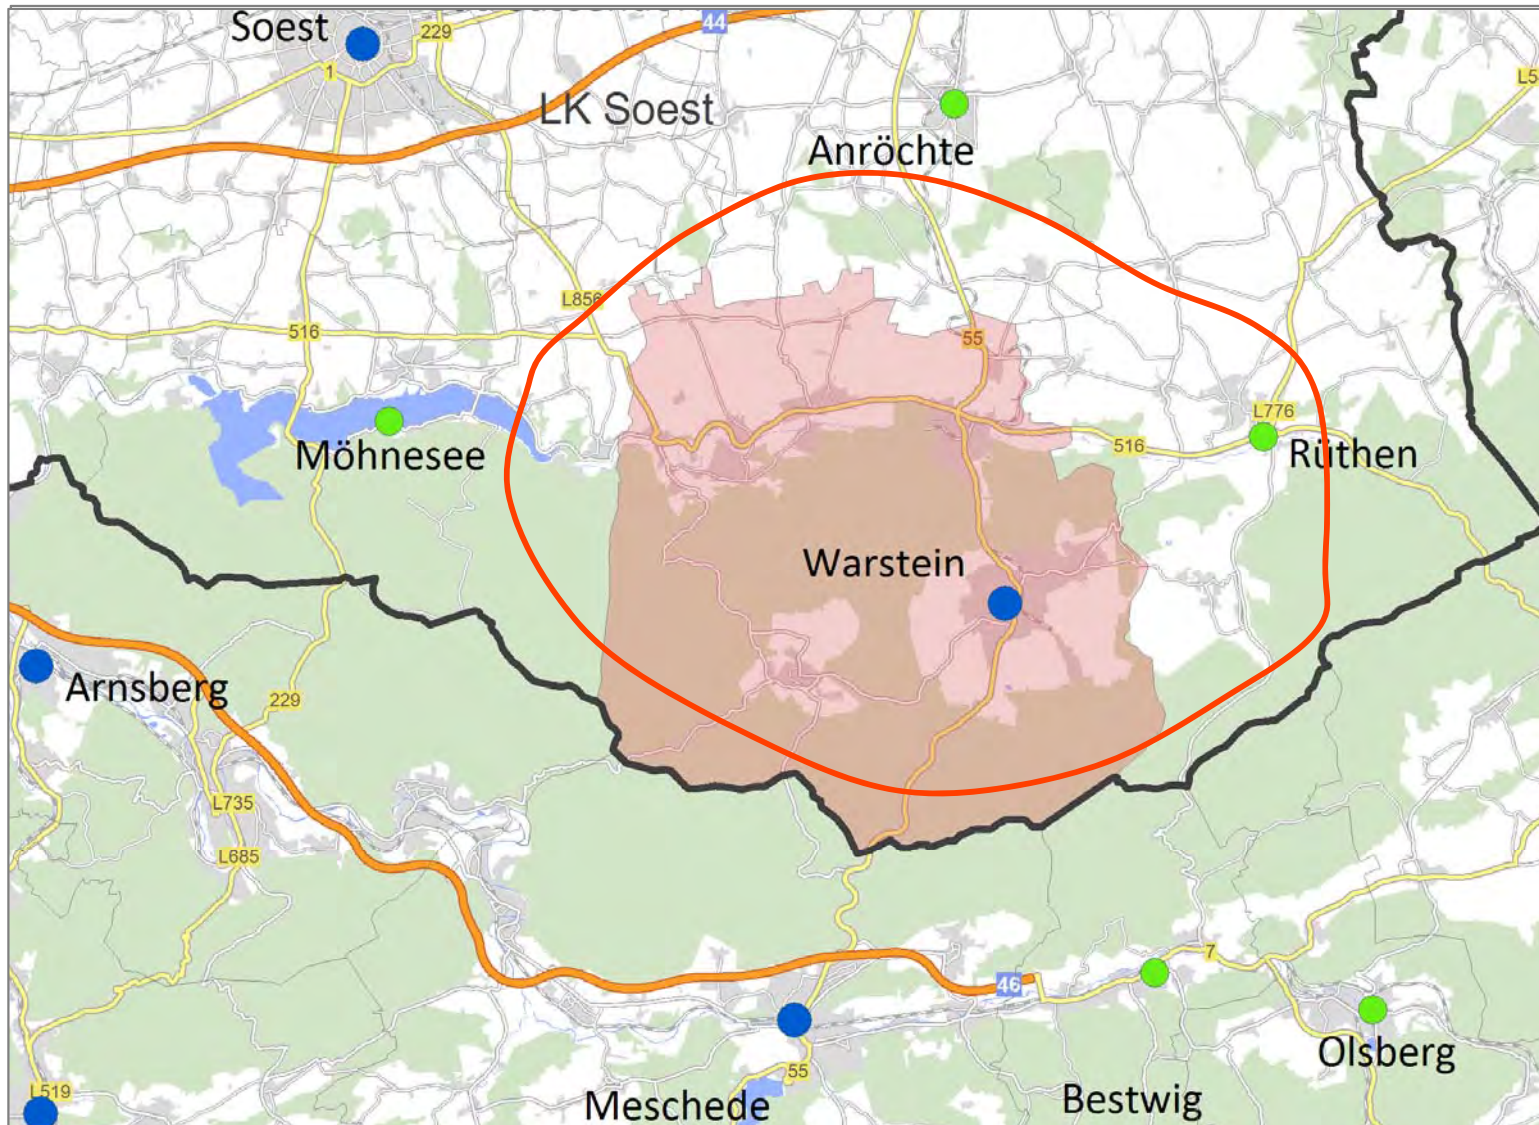 Soest
229
44
1
L5
LK Soest
Anröchte
L856
516
55
L776
516
Möhnesee
Rüthen
Warstein
Arnsberg
229
L735
L685
7
46
Olsberg
55
L519
Meschede
Bestwig